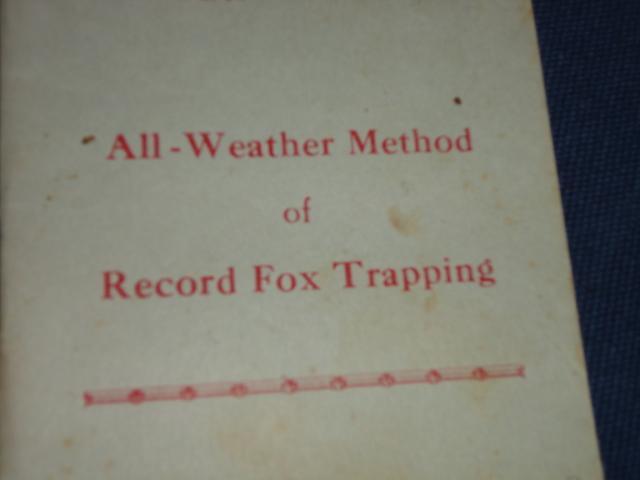 All-Weather Method
of
Record Fox Trapping